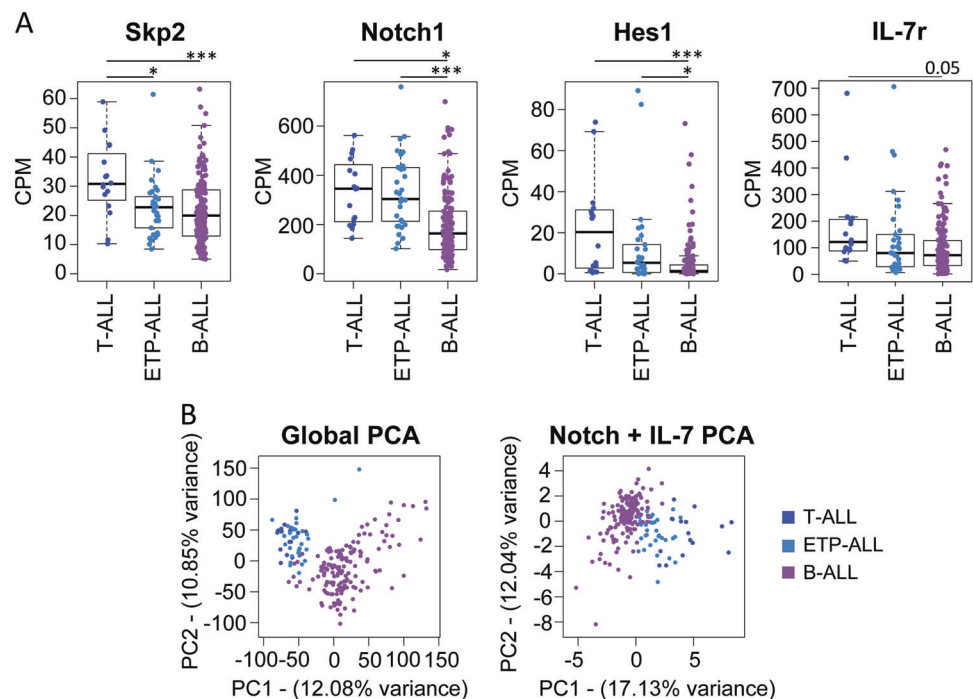 A
Skp2
***
*
CPM
60
50
40
30
20
10
0
T-ALL
ETP-ALL
B-ALL
Notch1
*
***
CPM
600
400
200
0
T-ALL
ETP-ALL
B-ALL
Hes1
***
*
CPM
80
60
40
20
0
T-ALL
ETP-ALL
B-ALL
IL-7r
0.05
CPM
700
600
500
400
300
200
100
0
T-ALL
ETP-ALL
B-ALL
B
Global PCA
PC2 - (10.85% variance)
150
100
50
0
-50
-100
-100 -50 0 50 100 150
PC1 - (12.08% variance)
Notch + IL-7 PCA
PC2 - (12.04% variance)
4
2
0
-2
-4
-6
-8
-5 0 5
PC1 - (17.13% variance)
T-ALL
ETP-ALL
B-ALL